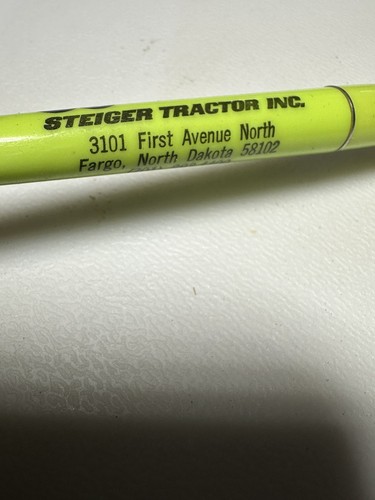 STEIGER TRACTOR INC.
3101 First Avenue North
Fargo, North Dakota 58102